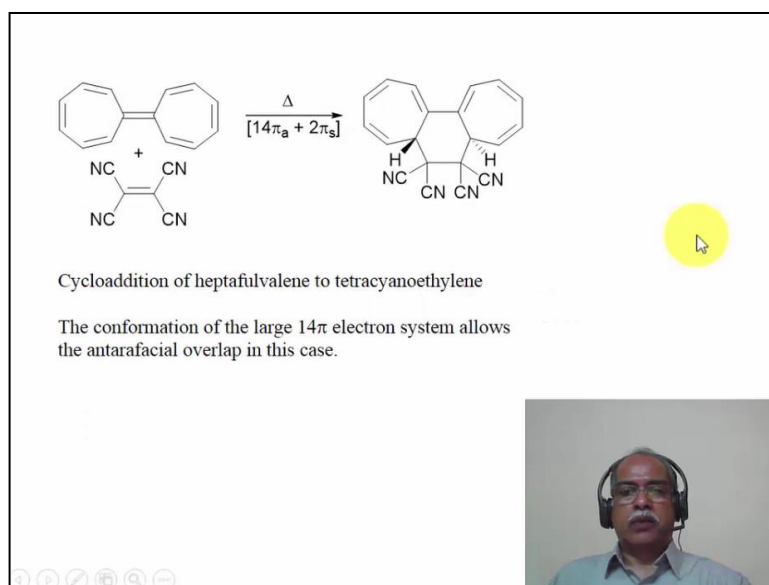 Δ
[14πa + 2πs]
+
NC CN
NC CN
H H
NC CN
CN CN
Cycloaddition of heptafulvalene to tetracyanoethylene
The conformation of the large 14π electron system allows
the antarafacial overlap in this case.